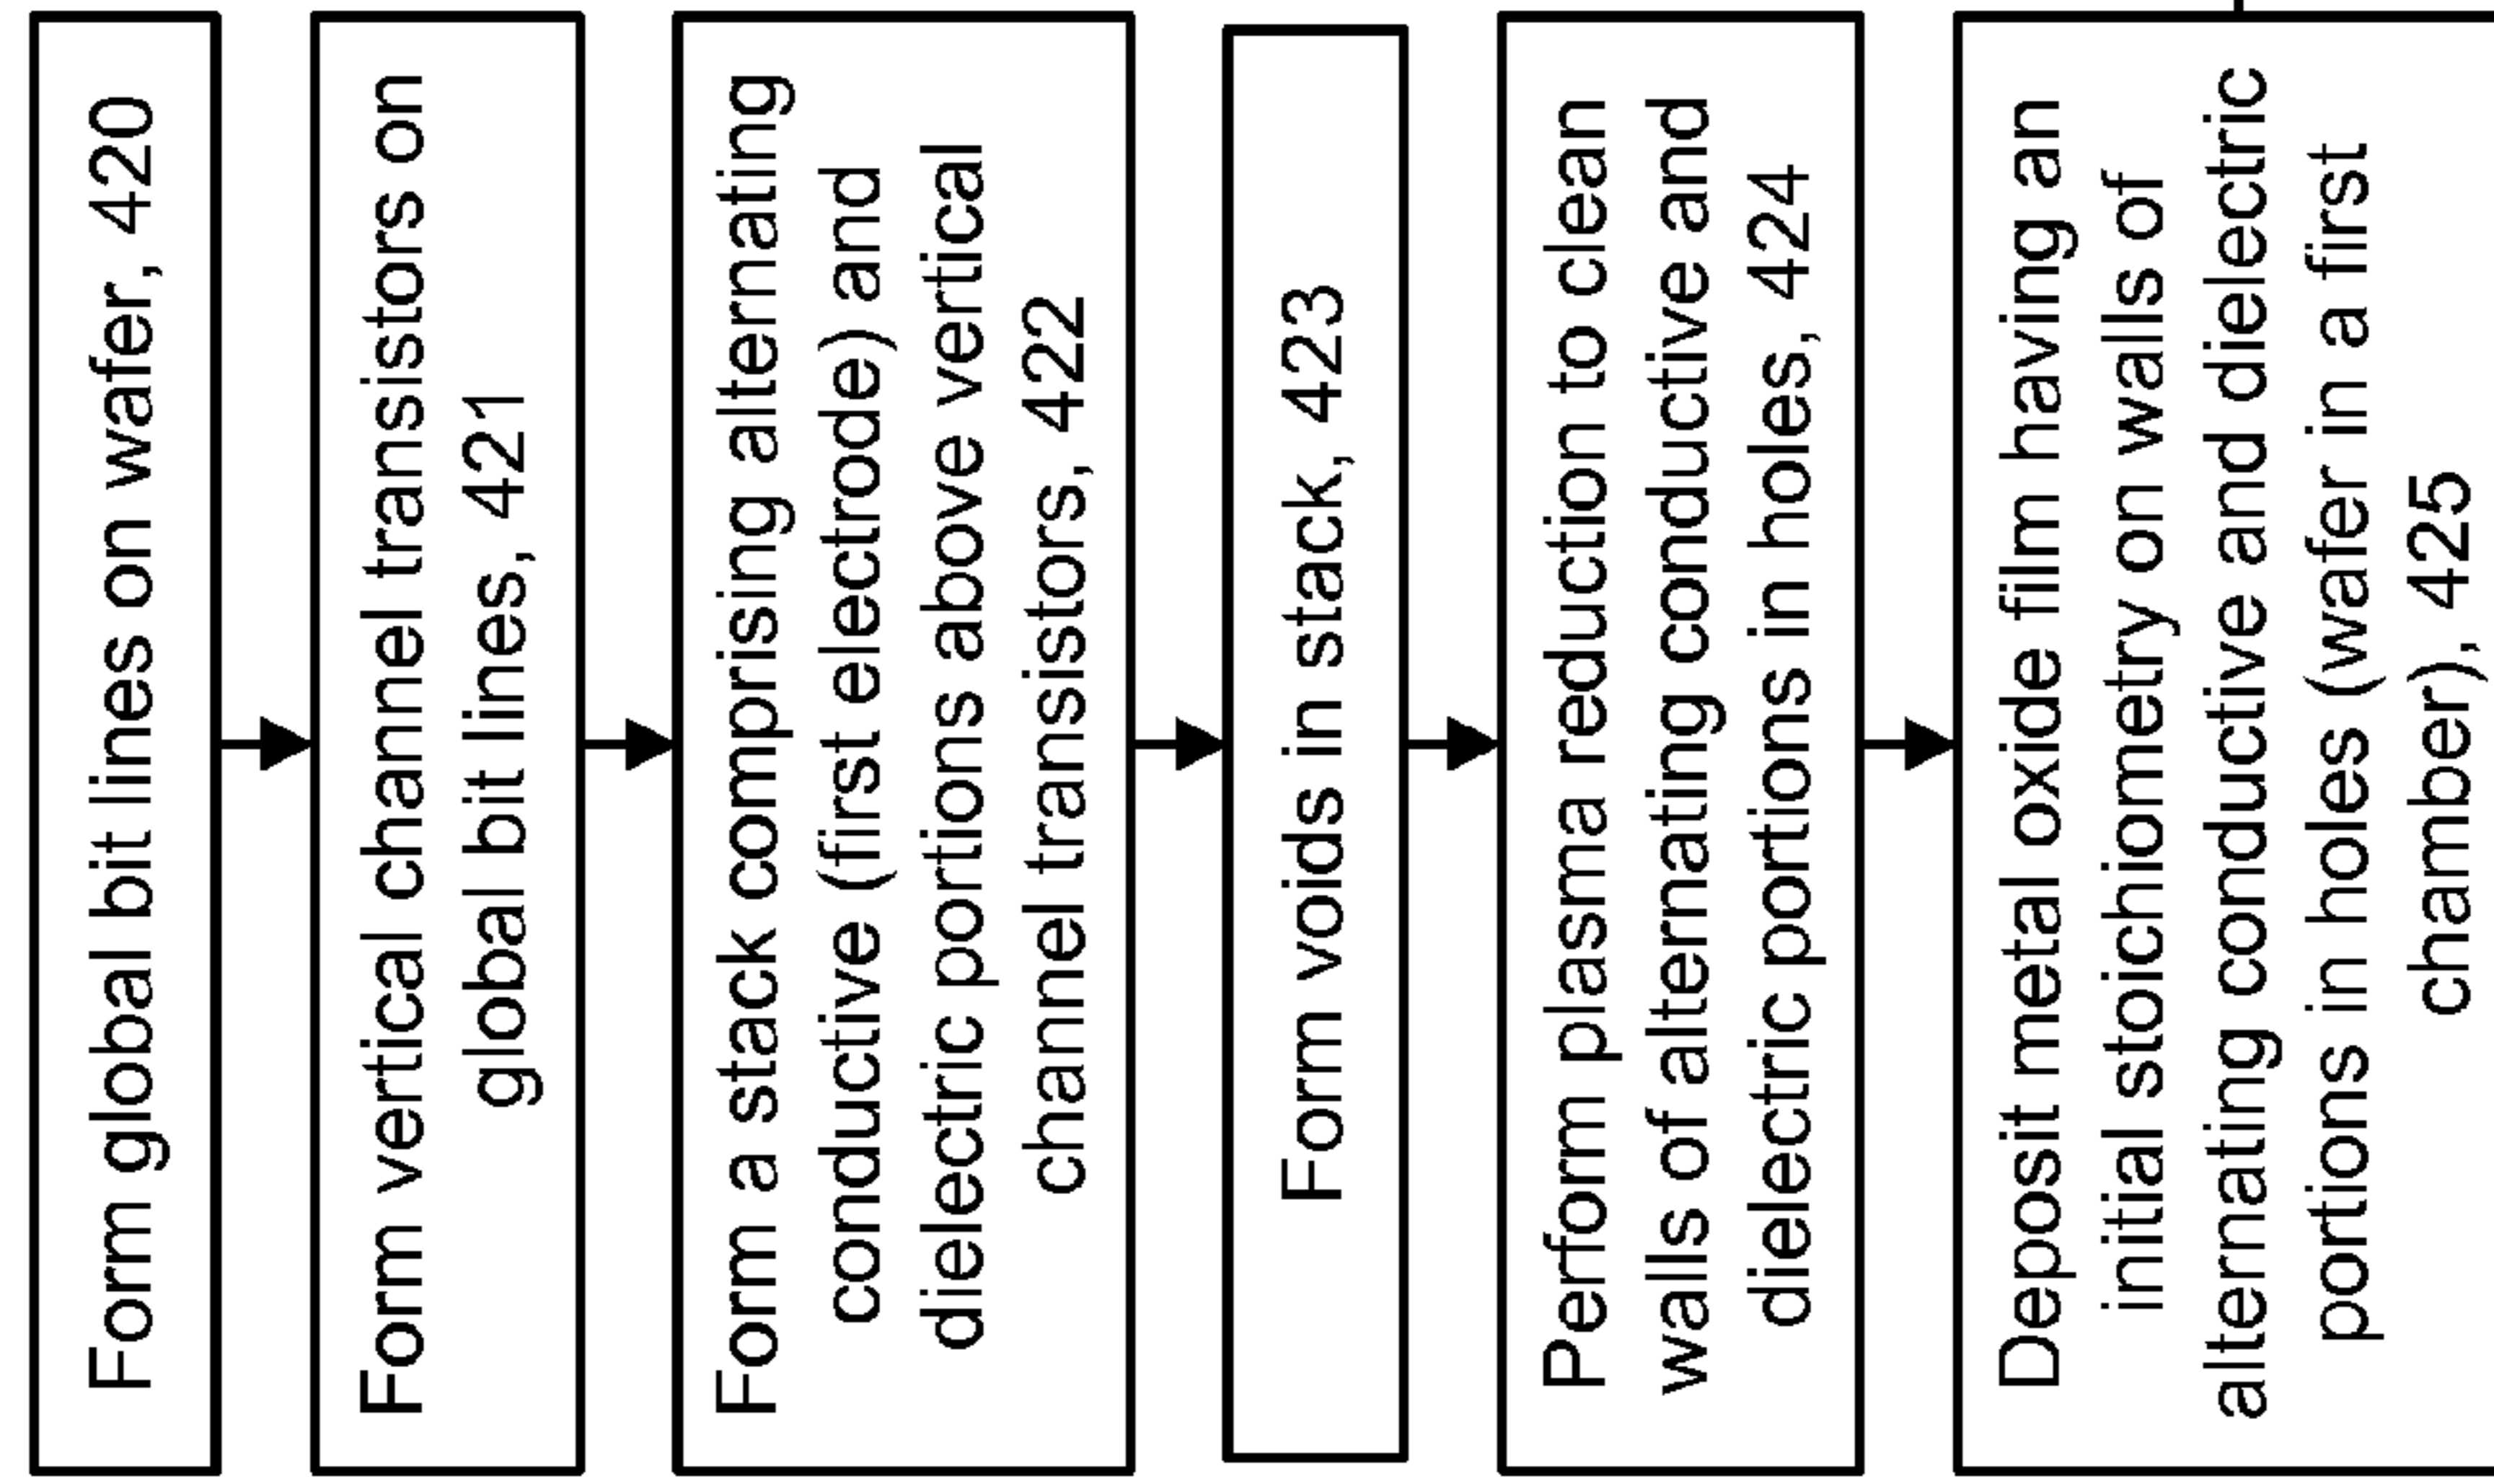 Form global bit lines on wafer, 420
Form vertical channel transistors on
global bit lines, 421
Form a stack comprising alternating
conductive (first electrode) and
dielectric portions above vertical
channel transistors, 422
Form voids in stack, 423
Perform plasma reduction to clean
walls of alternating conductive and
dielectric portions in holes, 424
Deposit metal oxide film having an
initial stoichiometry on walls of
alternating conductive and dielectric
portions in holes (wafer in a first
chamber), 425